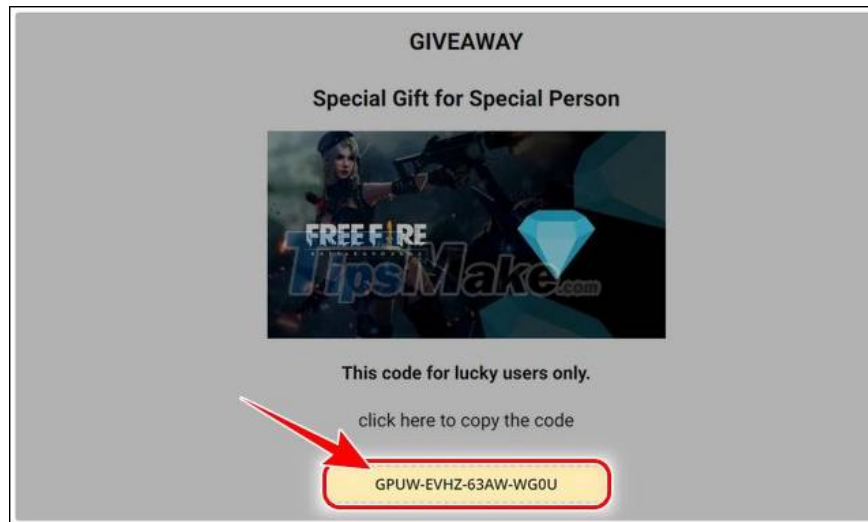 GIVEAWAY
Special Gift for Special Person
FREE FIRE
BATTLEGROUNDS
TipsMake.com
This code for lucky users only.
click here to copy the code
GPUW-EVHZ-63AW-WG0U